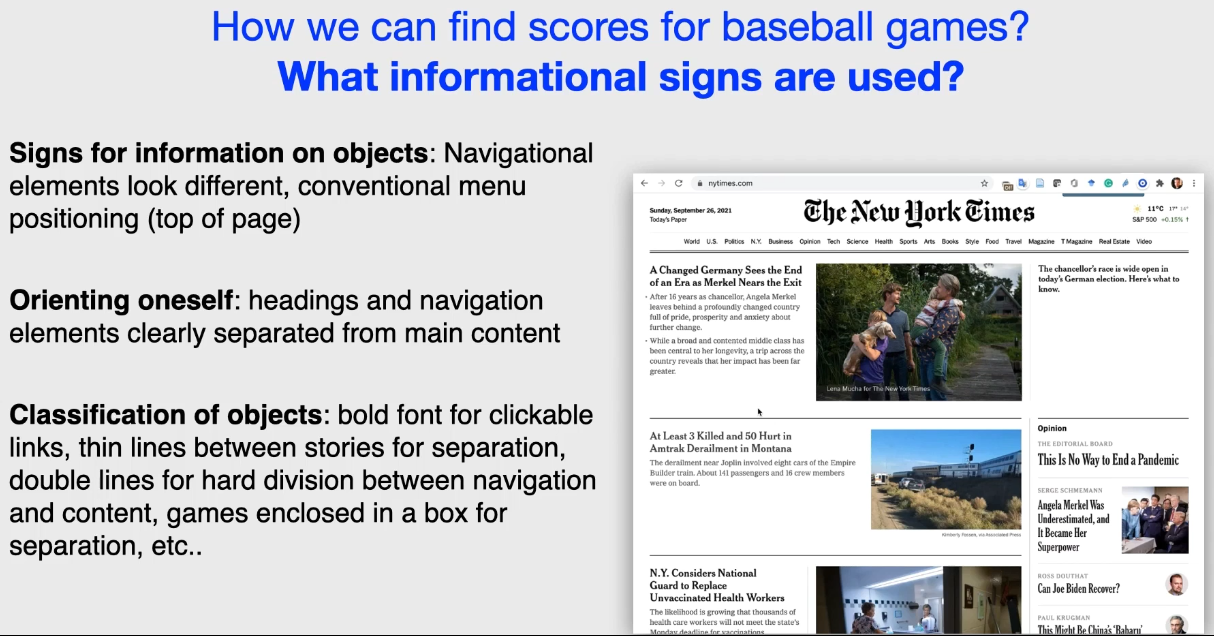 How we can find scores for baseball games?
What informational signs are used?
Signs for information on objects: Navigational
elements look different, conventional menu
positioning (top of page)
Orienting oneself: headings and navigation
elements clearly separated from main content
Classification of objects: bold font for clickable
links, thin lines between stories for separation,
double lines for hard division between navigation
and content, games enclosed in a box for
separation, etc..
nytimes.com
Sunday, September 26, 2021
Today's Paper
The New York Times
11°C 17° 14°
S&P 500 +0.15% ↑
World U.S. Politics N.Y. Business Opinion Tech Science Health Sports Arts Books Style Food Travel Magazine T Magazine Real Estate Video
A Changed Germany Sees the End
of an Era as Merkel Nears the Exit
• After 16 years as chancellor, Angela Merkel
leaves behind a profoundly changed country
full of pride, prosperity and anxiety about
further change.
• While a broad and contented middle class has
been central to her longevity, a trip across the
country reveals that her impact has been far
greater.
Lena Mucha for The New York Times
The chancellor's race is wide open in
today's German election. Here's what to
know.
At Least 3 Killed and 50 Hurt in
Amtrak Derailment in Montana
The derailment near Joplin involved eight cars of the Empire
Builder train. About 141 passengers and 16 crew members
were on board.
Kimberly Fossen, via Associated Press
N.Y. Considers National
Guard to Replace
Unvaccinated Health Workers
The likelihood is growing that thousands of
health care workers will not meet the state's
Monday deadline for vaccinations.
Opinion
THE EDITORIAL BOARD
This Is No Way to End a Pandemic
SERGE SCHMEMANN
Angela Merkel Was
Underestimated, and
It Became Her
Superpower
ROSS DOUTHAT
Can Joe Biden Recover?
PAUL KRUGMAN
This Might Be China's 'Babaru'